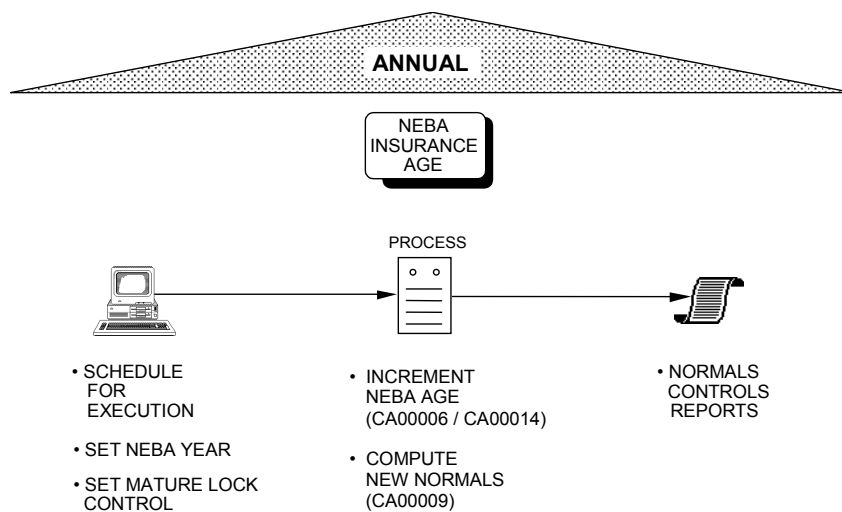 ANNUAL
NEBA
INSURANCE
AGE
PROCESS
• SCHEDULE
FOR
EXECUTION
• SET NEBA YEAR
• SET MATURE LOCK
CONTROL
• INCREMENT
NEBA AGE
(CA00006 / CA00014)
• COMPUTE
NEW NORMALS
(CA00009)
• NORMALS
CONTROLS
REPORTS